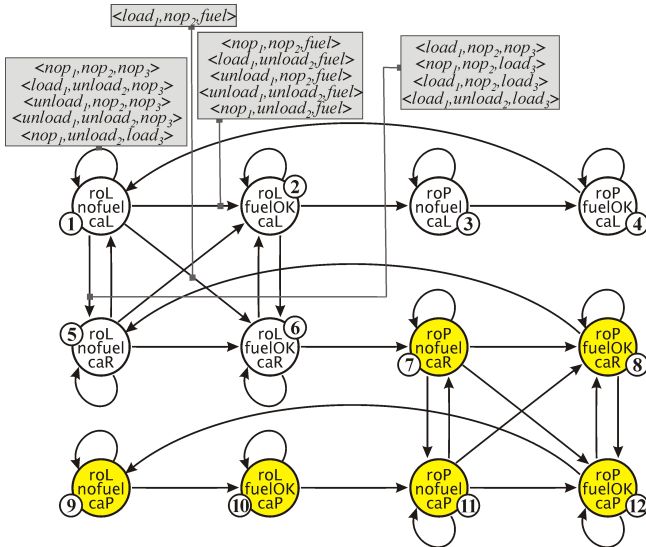 <load₁,nop₂,fuel>
<nop₁,nop₂,nop₃>
<load₁,unload₂,nop₃>
<unload₁,nop₂,nop₃>
<unload₁,unload₂,nop₃>
<nop₁,unload₂,load₃>
<nop₁,nop₂,fuel>
<load₁,unload₂,fuel>
<unload₁,nop₂,fuel>
<unload₁,unload₂,fuel>
<nop₁,unload₂,fuel>
<load₁,nop₂,nop₃>
<nop₁,nop₂,load₃>
<load₁,nop₂,load₃>
<load₁,unload₂,load₃>
roL
nofuel
caL
1
roL
fuelOK
caL
2
roP
nofuel
caL
3
roP
fuelOK
caL
4
roL
nofuel
caR
5
roL
fuelOK
caR
6
roP
nofuel
caR
7
roP
fuelOK
caR
8
roL
nofuel
caP
9
roL
fuelOK
caP
10
roP
nofuel
caP
11
roP
fuelOK
caP
12